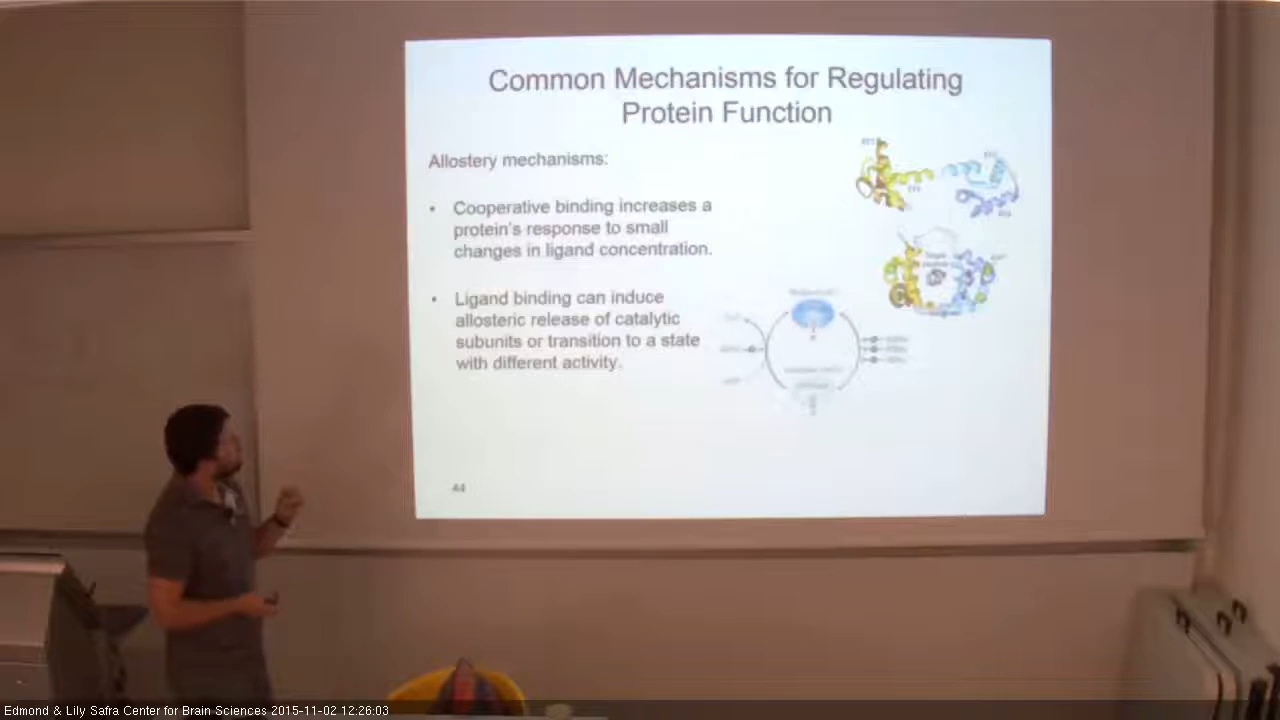 Common Mechanisms for Regulating
Protein Function
Allostery mechanisms:
• Cooperative binding increases a
protein's response to small
changes in ligand concentration.
• Ligand binding can induce
allosteric release of catalytic
subunits or transition to a state
with different activity.
44
Edmond & Lily Safra Center for Brain Sciences 2015-11-02 12:26:03